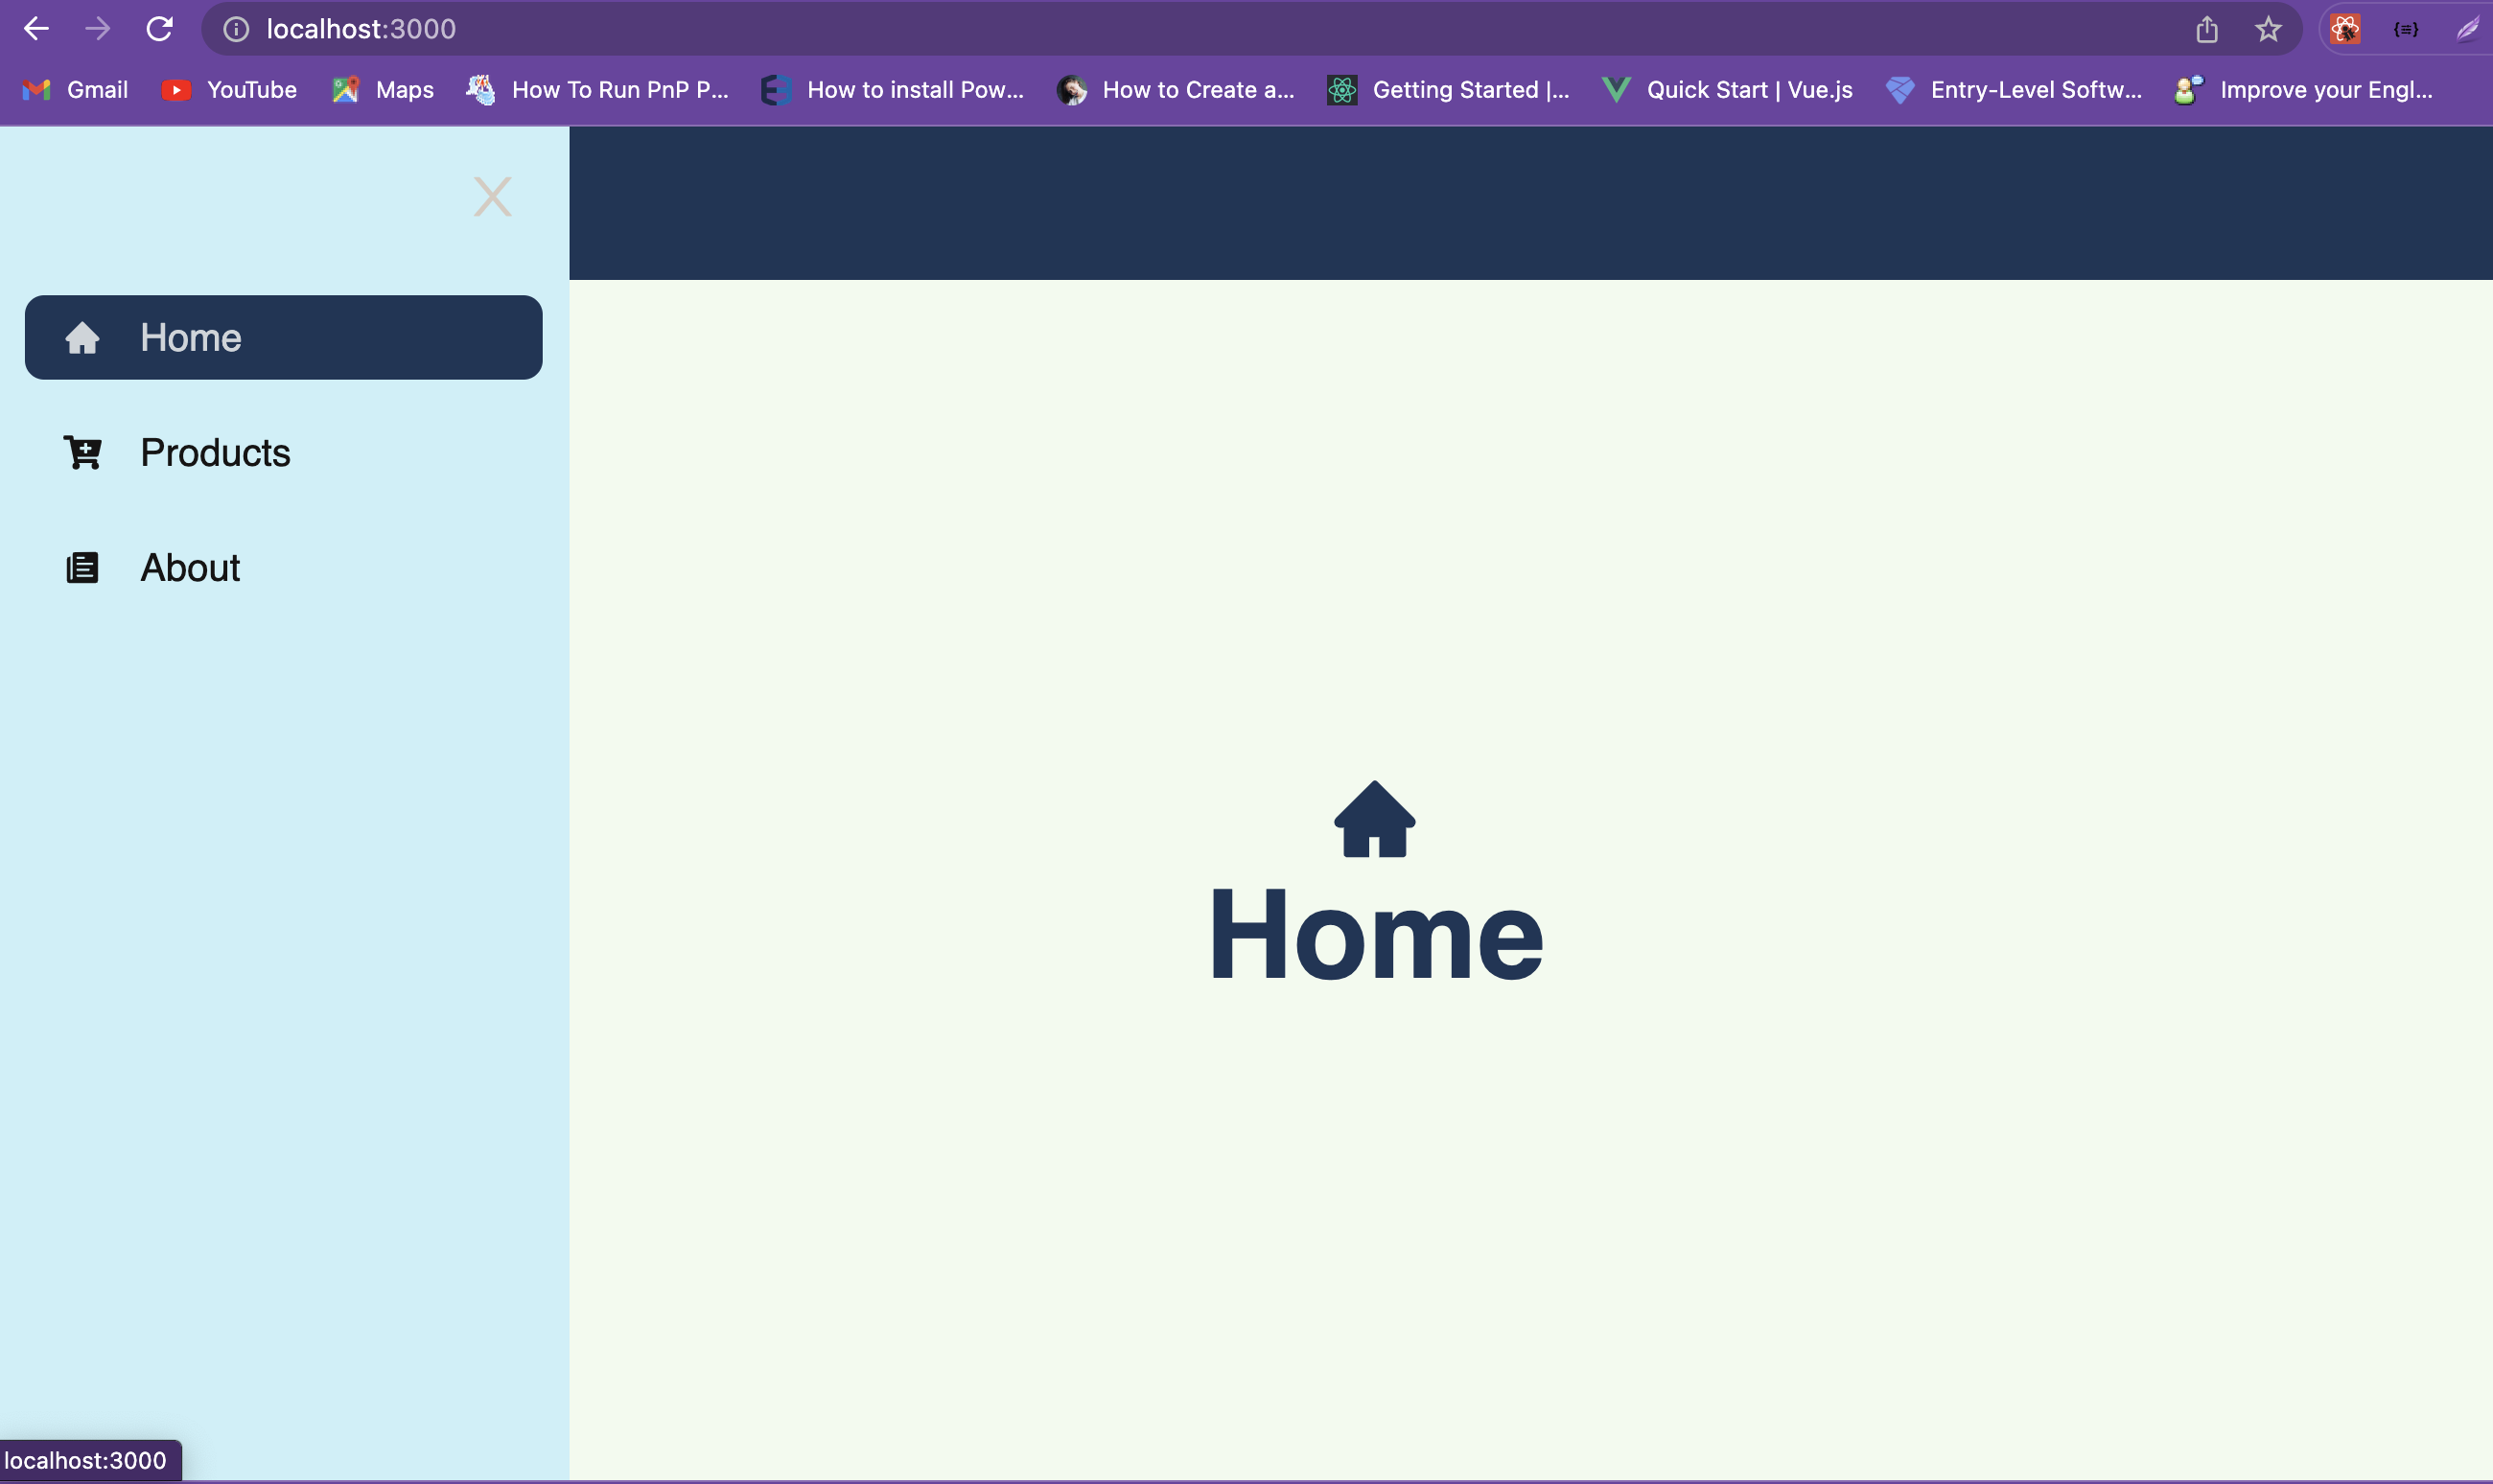 localhost:3000
Gmail YouTube Maps How To Run PnP P... How to install Pow... How to Create a... Getting Started |... Quick Start | Vue.js Entry-Level Softw... Improve your Engl...
X
Home
Products
About
Home
localhost:3000